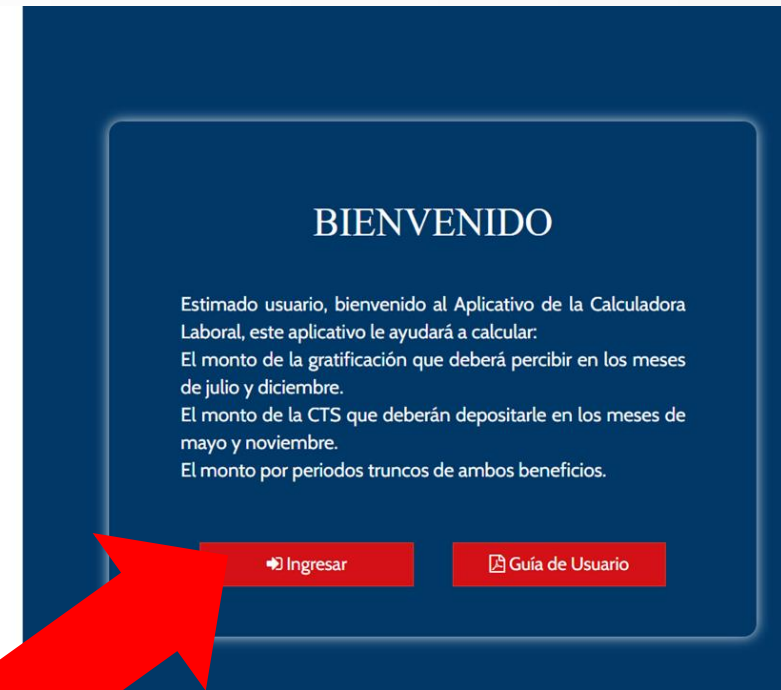 BIENVENIDO
Estimado usuario, bienvenido al Aplicativo de la Calculadora
Laboral, este aplicativo le ayudará a calcular:
El monto de la gratificación que deberá percibir en los meses
de julio y diciembre.
El monto de la CTS que deberán depositarle en los meses de
mayo y noviembre.
El monto por periodos truncos de ambos beneficios.
Ingresar
Guía de Usuario